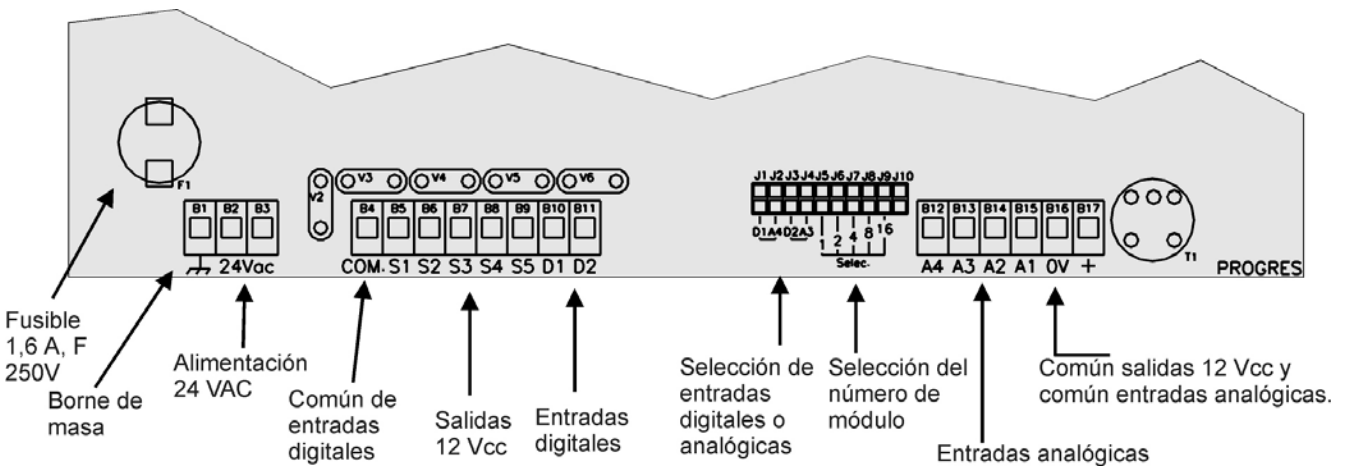 F1
V2
V3 V4 V5 V6
B1 B2 B3
24Vac
B4 B5 B6 B7 B8 B9 B10 B11
COM. S1 S2 S3 S4 S5 D1 D2
J1 J2 J3 J4 J5 J6 J7 J8 J9 J10
D1 A4 D2 A3
1 2 4 8 16
Selec.
B12 B13 B14 B15 B16 B17
A4 A3 A2 A1 0V +
T1
PROGRES
Fusible
1,6 A, F
250V
Borne de
masa
Alimentación
24 VAC
Común de
entradas
digitales
Salidas
12 Vcc
Entradas
digitales
Selección de
entradas
digitales o
analógicas
Selección del
número de
módulo
Entradas analógicas
Común salidas 12 Vcc y
común entradas analógicas.